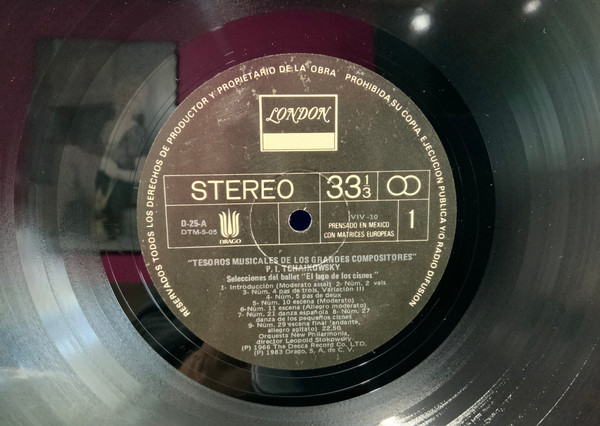 RESERVADOS TODOS LOS DERECHOS DE PRODUCTOR Y PROPIETARIO DE LA OBRA PROHIBIDA SU COPIA EJECUCION PUBLICA Y/O RADIO DIFUSION
LONDON
STEREO 33 1/3
D-25-A
DTM-S-05
DRAGO
VIV-10
PRENSADO EN MEXICO
CON MATRICES EUROPEAS
1
"TESOROS MUSICALES DE LOS GRANDES COMPOSITORES"
P. I. TCHAIKOWSKY
Selecciones del ballet "El lago de los cisnes"
1- Introducción (Moderato assai) 2- Núm. 2 vals
3- Núm. 4 pas de trois, Variación III
4- Núm. 5 pas de deux
5- Núm. 10 escena (Moderato)
6- Núm. 11 escena (Allegro moderato)
7- Núm. 21 danza española 8- Núm. 27
danza de los pequeños cisnes
9- Núm. 29 escena final (andante,
allegro agitato) 22.50
Orquesta New Philharmonia,
director Leopold Stokowsky
(P) 1966 The Decca Record Co. LTD.
(P) 1983 Drago, S. A. de C. V.